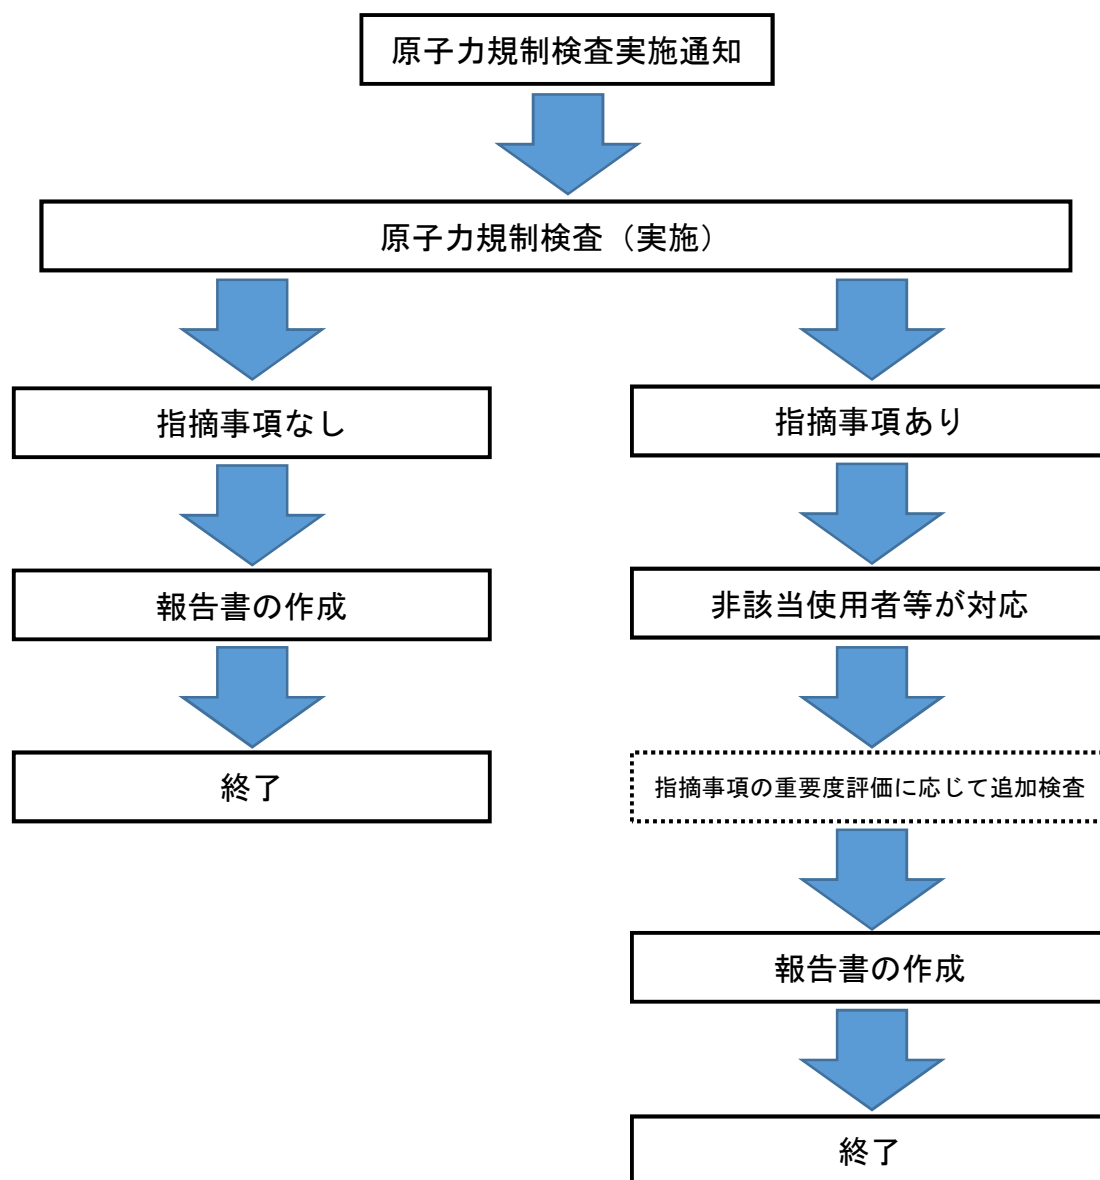 原子力規制検査実施通知
原子力規制検査（実施）
指摘事項なし
報告書の作成
終了
指摘事項あり
非該当使用者等が対応
指摘事項の重要度評価に応じて追加検査
報告書の作成
終了